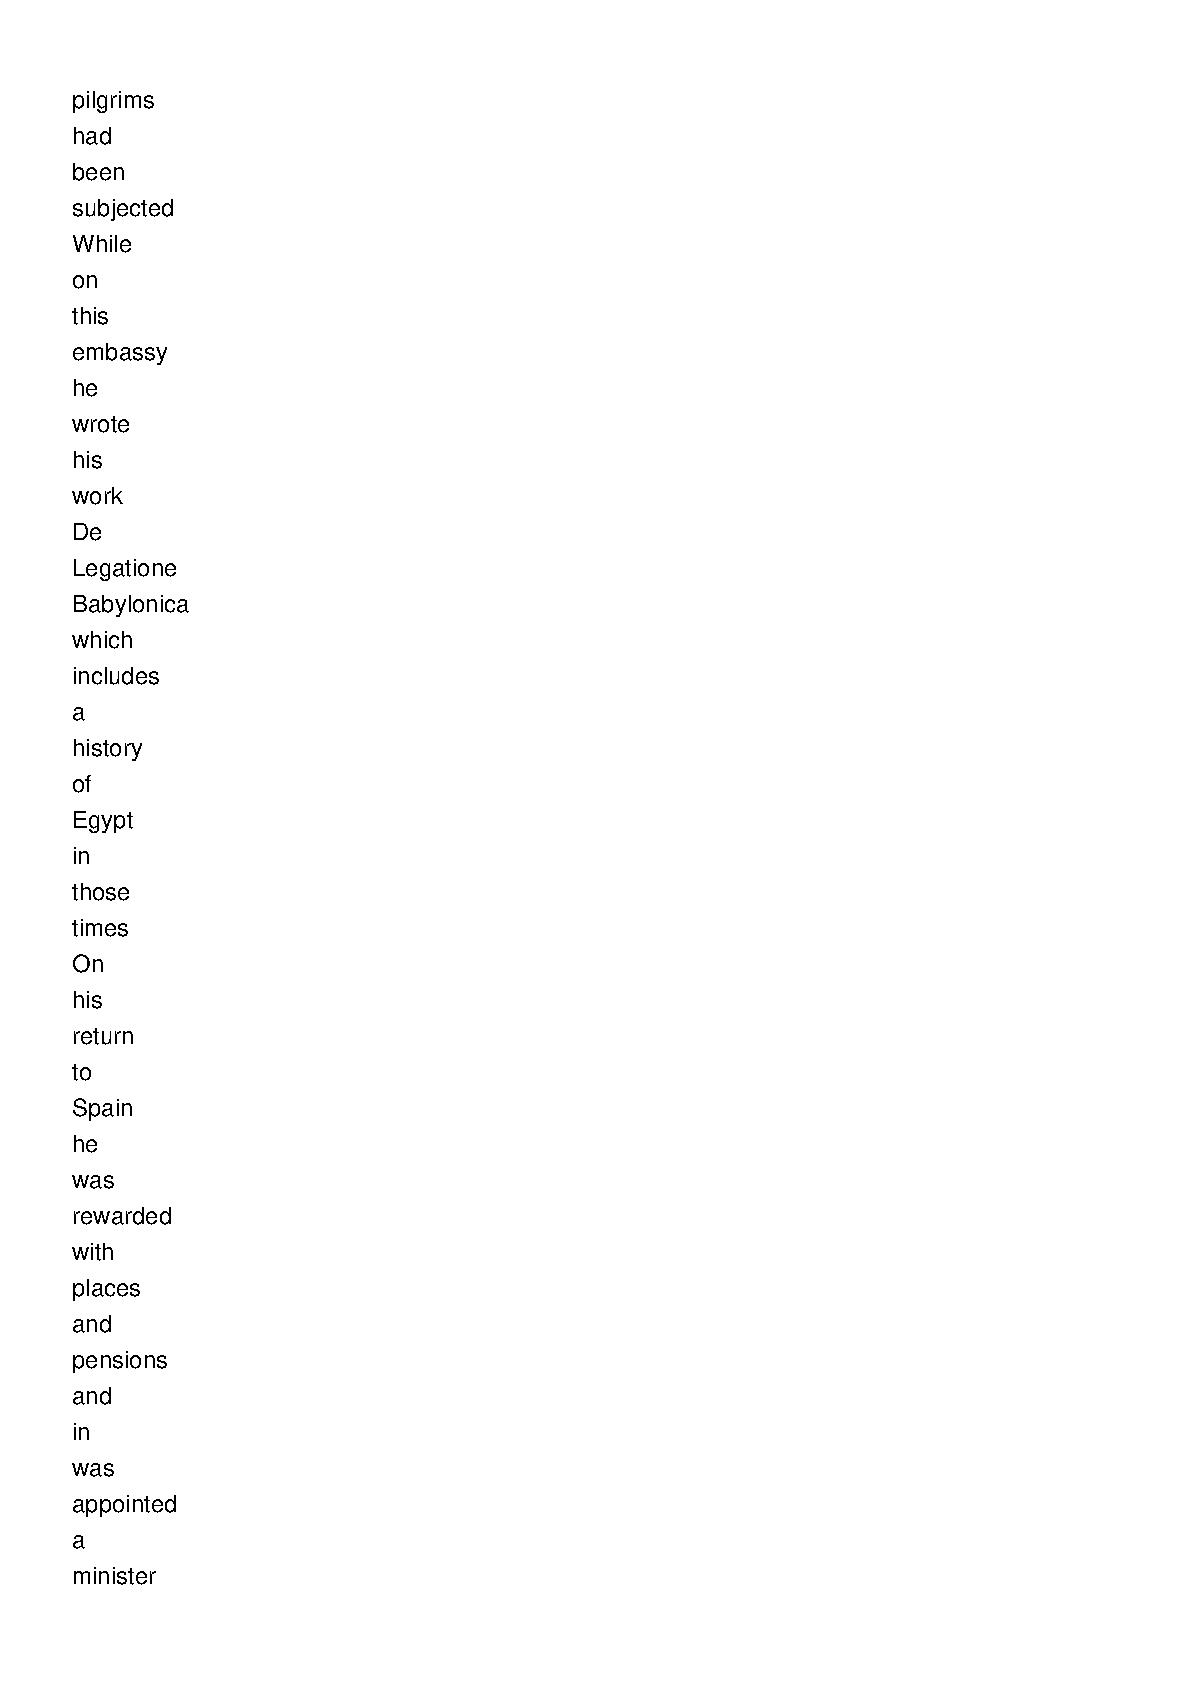 pilgrims
had
been
subjected
While
on
this
embassy
he
wrote
his
work
De
Legatione
Babylonica
which
includes
a
history
of
Egypt
in
those
times
On
his
return
to
Spain
he
was
rewarded
with
places
and
pensions
and
in
was
appointed
a
minister